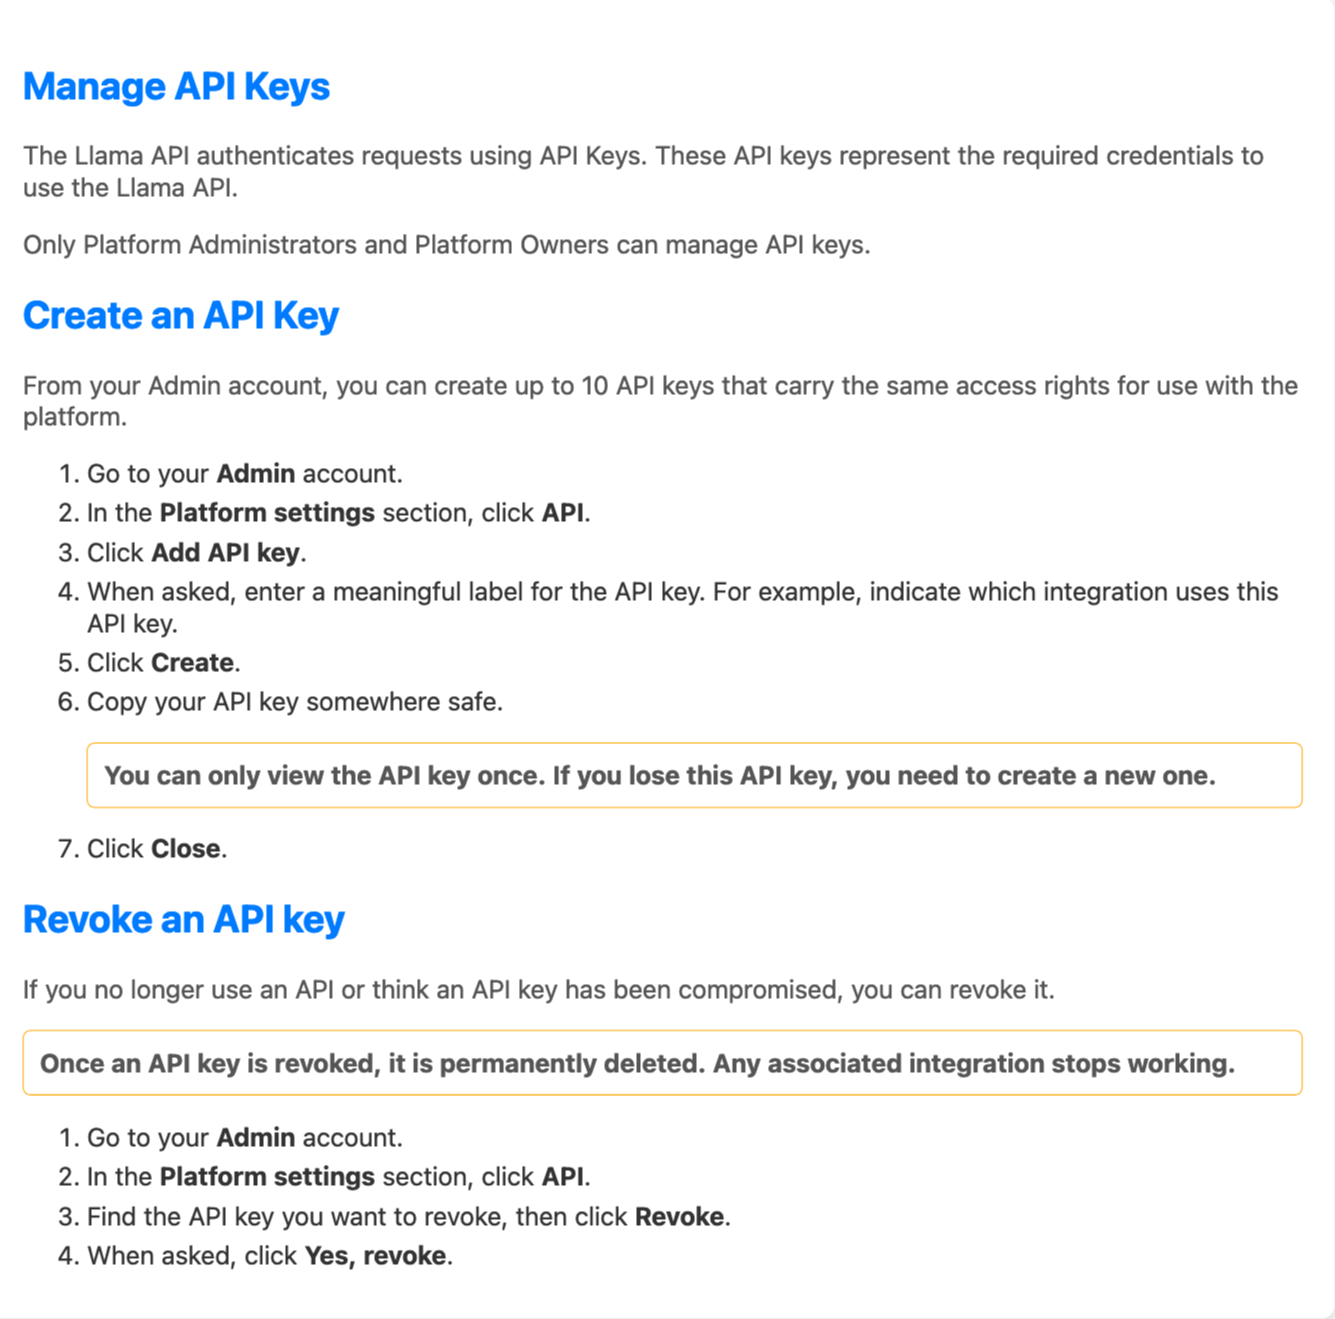 Manage API Keys
The Llama API authenticates requests using API Keys. These API keys represent the required credentials to
use the Llama API.
Only Platform Administrators and Platform Owners can manage API keys.
Create an API Key
From your Admin account, you can create up to 10 API keys that carry the same access rights for use with the
platform.
1. Go to your Admin account.
2. In the Platform settings section, click API.
3. Click Add API key.
4. When asked, enter a meaningful label for the API key. For example, indicate which integration uses this
API key.
5. Click Create.
6. Copy your API key somewhere safe.
You can only view the API key once. If you lose this API key, you need to create a new one.
7. Click Close.
Revoke an API key
If you no longer use an API or think an API key has been compromised, you can revoke it.
Once an API key is revoked, it is permanently deleted. Any associated integration stops working.
1. Go to your Admin account.
2. In the Platform settings section, click API.
3. Find the API key you want to revoke, then click Revoke.
4. When asked, click Yes, revoke.